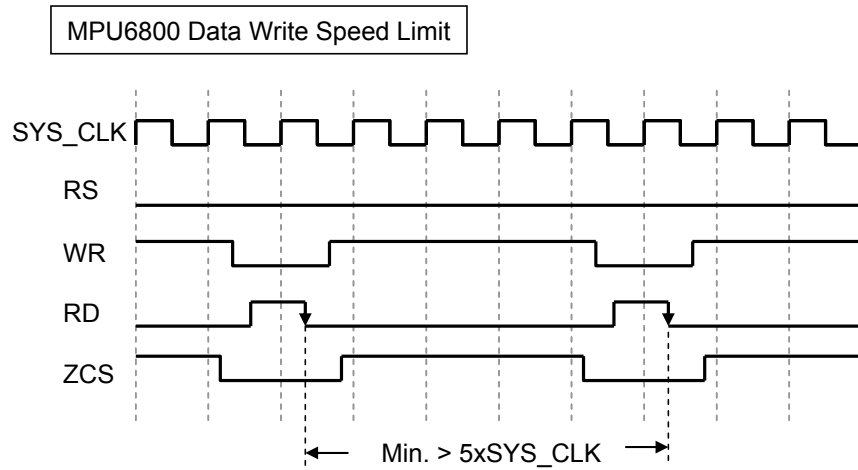 MPU6800 Data Write Speed Limit
SYS_CLK
RS
WR
RD
ZCS
Min. > 5xSYS_CLK